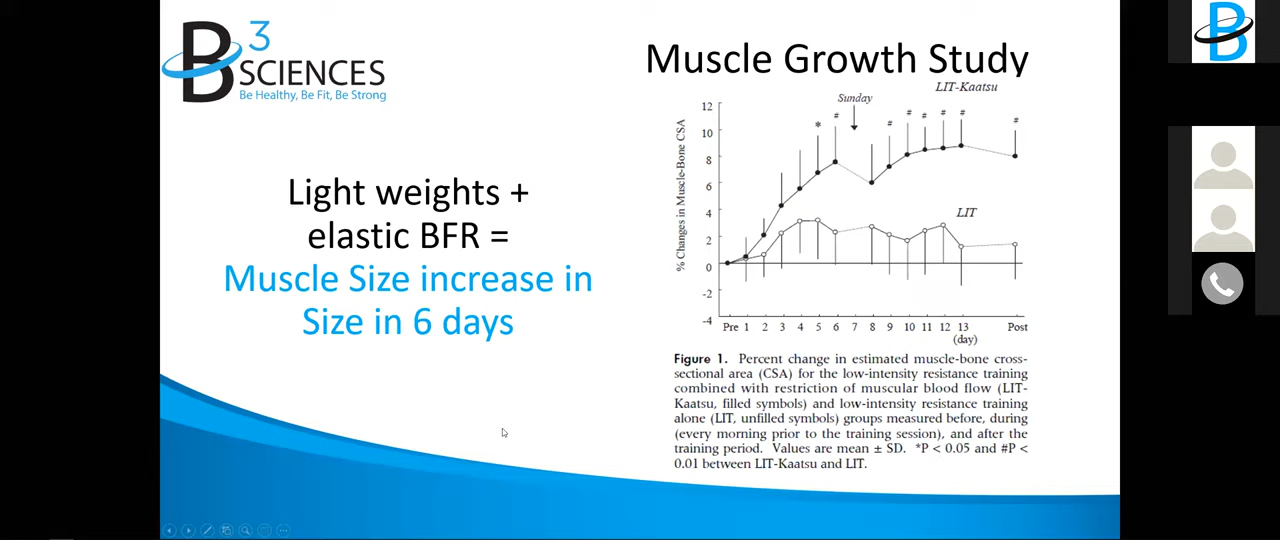 B3 SCIENCES
Be Healthy, Be Fit, Be Strong
Light weights +
elastic BFR =
Muscle Size increase in
Size in 6 days
Muscle Growth Study
LIT-Kaatsu
Sunday
LIT
% Changes in Muscle-Bone CSA
12
10
8
6
4
2
0
-2
-4
* # # # # # # #
Pre 1 2 3 4 5 6 7 8 9 10 11 12 13 Post
(day)
Figure 1. Percent change in estimated muscle-bone cross-
sectional area (CSA) for the low-intensity resistance training
combined with restriction of muscular blood flow (LIT-
Kaatsu, filled symbols) and low-intensity resistance training
alone (LIT, unfilled symbols) groups measured before, during
(every morning prior to the training session), and after the
training period. Values are mean ± SD. *P < 0.05 and #P <
0.01 between LIT-Kaatsu and LIT.
B